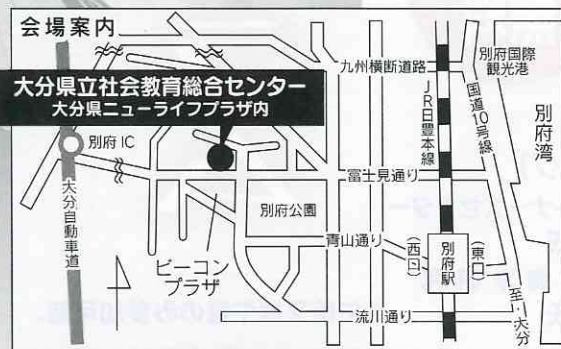 会場案内
大分県立社会教育総合センター
大分県ニューライフプラザ内
別府IC
大分自動車道
九州横断道路
JR日豊本線
別府国際
観光港
国道10号線
別府湾
富士見通り
別府公園
青山通り
ビーコン
プラザ
(西口)
別府駅
(東口)
流川通り
至・大分